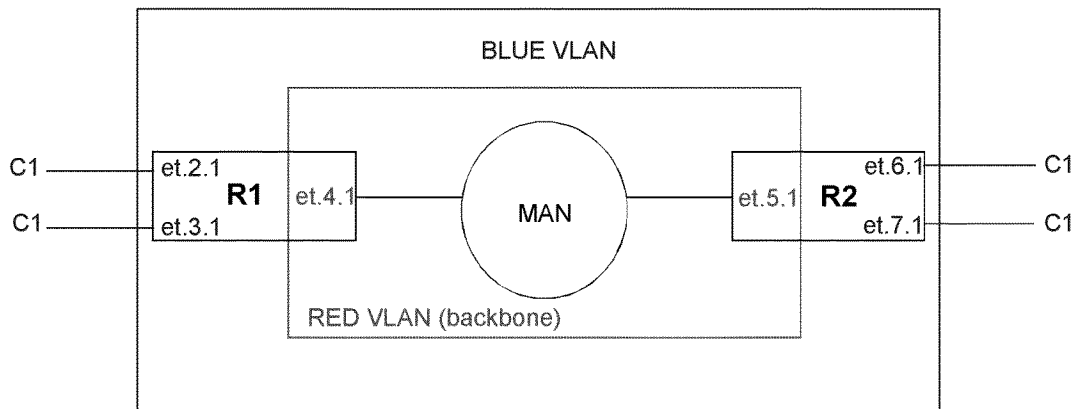 BLUE VLAN
C1
et.2.1
R1
et.4.1
MAN
et.5.1
R2
et.6.1
C1
C1
et.3.1
et.7.1
C1
RED VLAN (backbone)